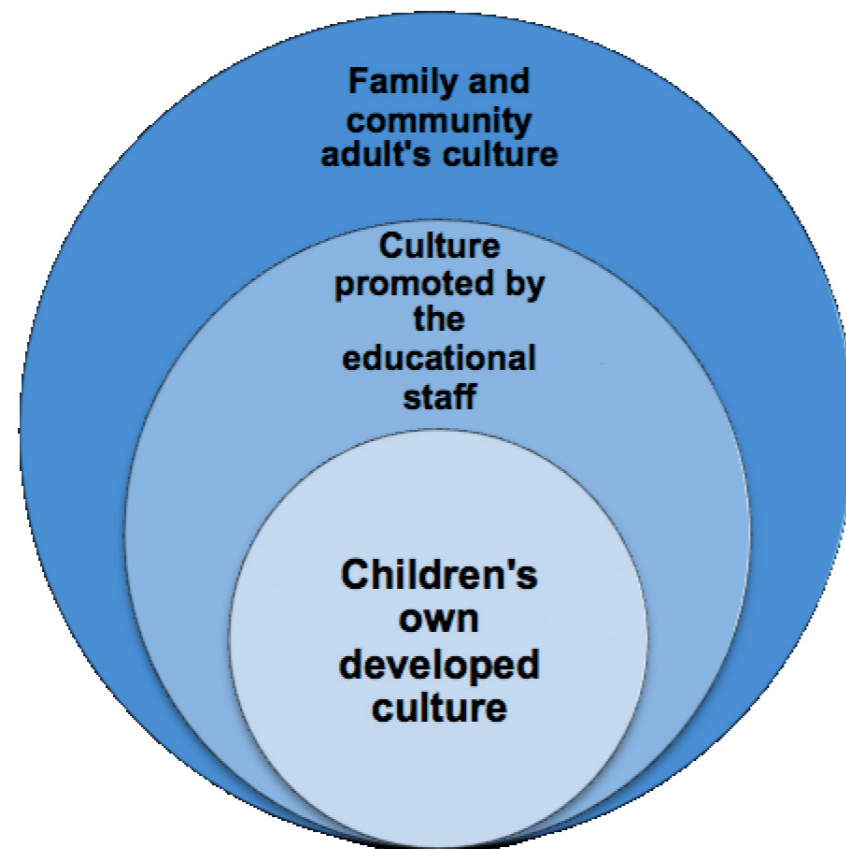 Family and
community
adult's culture
Culture
promoted by
the
educational
staff
Children's
own
developed
culture